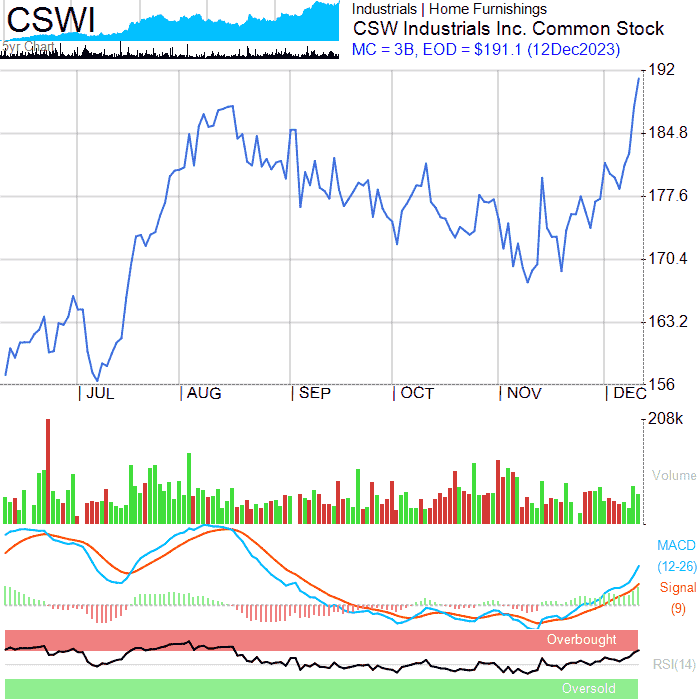 CSWI
5yr Chart
Industrials | Home Furnishings
CSW Industrials Inc. Common Stock
MC = 3B, EOD = $191.1 (12Dec2023)
192
184.8
177.6
170.4
163.2
156
| JUL
| AUG
| SEP
| OCT
| NOV
| DEC
208k
Volume
MACD
(12-26)
Signal
(9)
Overbought
RSI(14)
Oversold